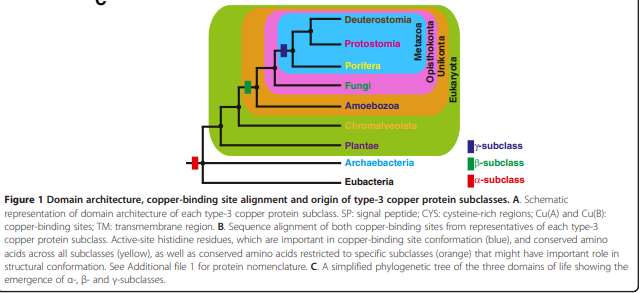 C
Deuterostomia
Protostomia
Porifera
Fungi
Amoebozoa
Chromalveolata
Plantae
Archaebacteria
Eubacteria
Metazoa
Opisthokonta
Unikonta
Eukaryota
γ-subclass
β-subclass
α-subclass
Figure 1 Domain architecture, copper-binding site alignment and origin of type-3 copper protein subclasses. A. Schematic
representation of domain architecture of each type-3 copper protein subclass. SP: signal peptide; CYS: cysteine-rich regions; Cu(A) and Cu(B):
copper-binding sites; TM: transmembrane region. B. Sequence alignment of both copper-binding sites from representatives of each type-3
copper protein subclass. Active-site histidine residues, which are important in copper-binding site conformation (blue), and conserved amino
acids across all subclasses (yellow), as well as conserved amino acids restricted to specific subclasses (orange) that might have important role in
structural conformation. See Additional file 1 for protein nomenclature. C. A simplified phylogenetic tree of the three domains of life showing the
emergence of α-, β- and γ-subclasses.